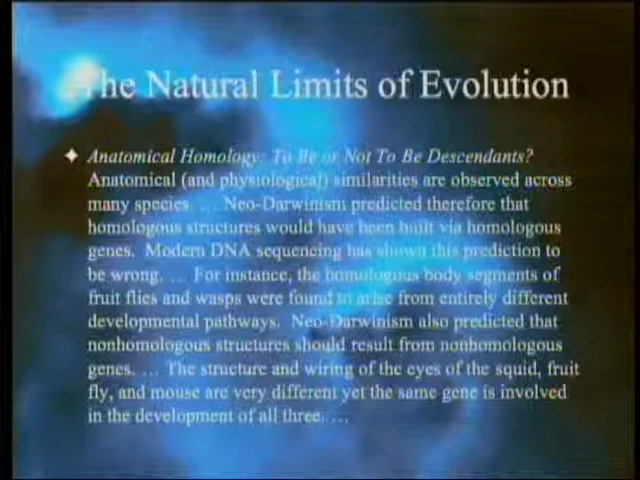 The Natural Limits of Evolution
Anatomical Homology: To Be or Not To Be Descendants?
Anatomical (and physiological) similarities are observed across
many species. ... Neo-Darwinism predicted therefore that
homologous structures would have been built via homologous
genes. Modern DNA sequencing has shown this prediction to
be wrong. ... For instance, the homologous body segments of
fruit flies and wasps were found to arise from entirely different
developmental pathways. Neo-Darwinism also predicted that
nonhomologous structures should result from nonhomologous
genes. ... The structure and wiring of the eyes of the squid, fruit
fly, and mouse are very different yet the same gene is involved
in the development of all three. ...